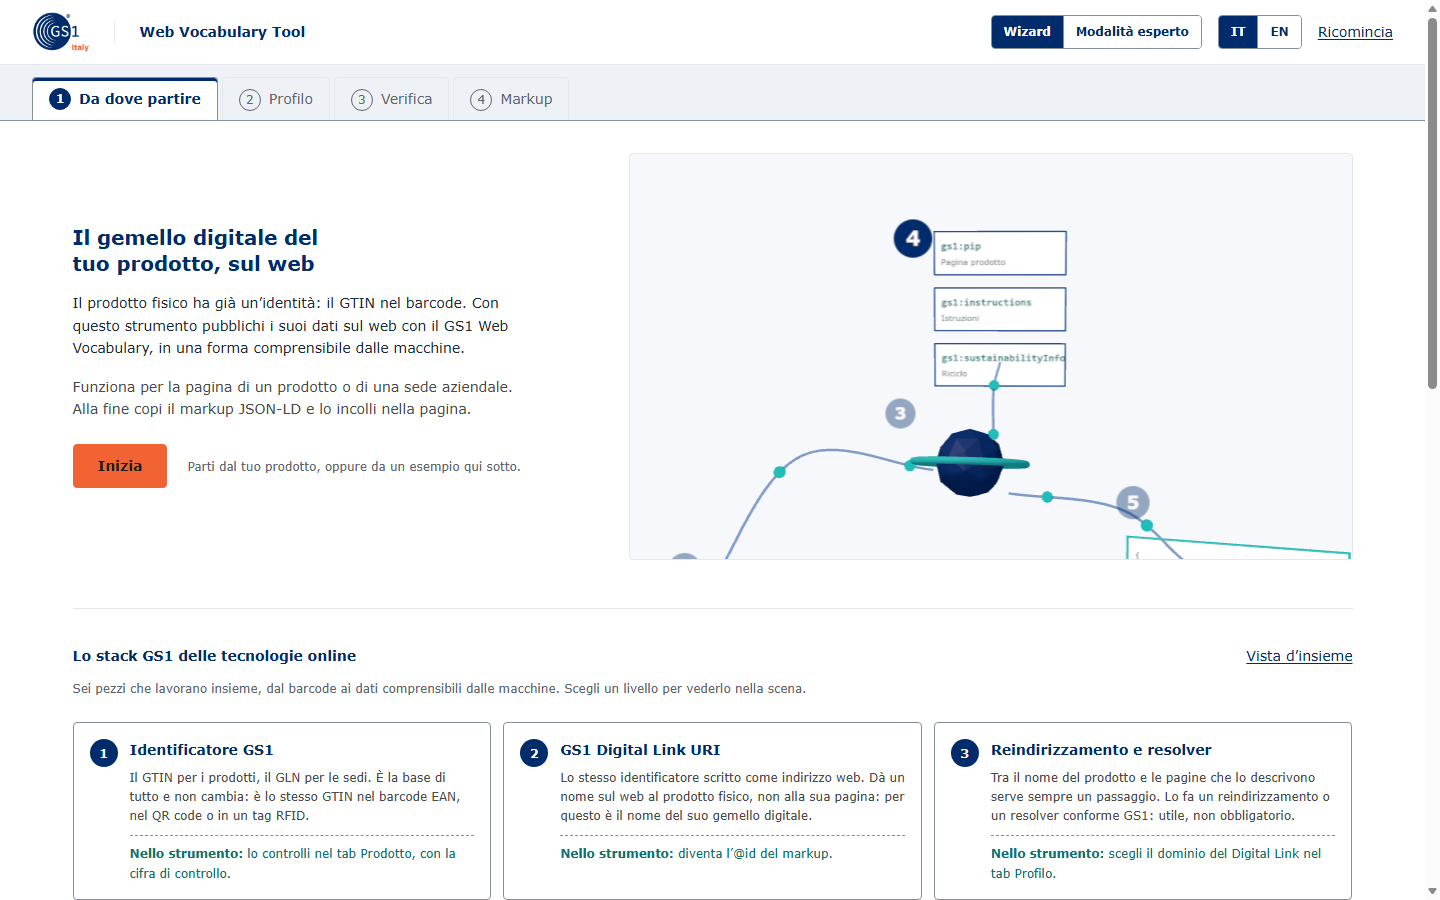 GS1
Italy
Web Vocabulary Tool
Wizard
Modalità esperto
IT
EN
Ricomincia
1 Da dove partire
2 Profilo
3 Verifica
4 Markup
Il gemello digitale del
tuo prodotto, sul web
Il prodotto fisico ha già un’identità: il GTIN nel barcode. Con
questo strumento pubblichi i suoi dati sul web con il GS1 Web
Vocabulary, in una forma comprensibile dalle macchine.
Funziona per la pagina di un prodotto o di una sede aziendale.
Alla fine copi il markup JSON-LD e lo incolli nella pagina.
Inizia
Parti dal tuo prodotto, oppure da un esempio qui sotto.
4
gs1:pip
Pagina prodotto
gs1:instructions
Istruzioni
gs1:sustainabilityInfo
Riciclo
3
5
{
Lo stack GS1 delle tecnologie online
Vista d’insieme
Sei pezzi che lavorano insieme, dal barcode ai dati comprensibili dalle macchine. Scegli un livello per vederlo nella scena.
1 Identificatore GS1
Il GTIN per i prodotti, il GLN per le sedi. È la base di
tutto e non cambia: è lo stesso GTIN nel barcode EAN,
nel QR code o in un tag RFID.
Nello strumento: lo controlli nel tab Prodotto, con la
cifra di controllo.
2 GS1 Digital Link URI
Lo stesso identificatore scritto come indirizzo web. Dà un
nome sul web al prodotto fisico, non alla sua pagina: per
questo è il nome del suo gemello digitale.
Nello strumento: diventa l’@id del markup.
3 Reindirizzamento e resolver
Tra il nome del prodotto e le pagine che lo descrivono
serve sempre un passaggio. Lo fa un reindirizzamento o
un resolver conforme GS1: utile, non obbligatorio.
Nello strumento: scegli il dominio del Digital Link nel
tab Profilo.